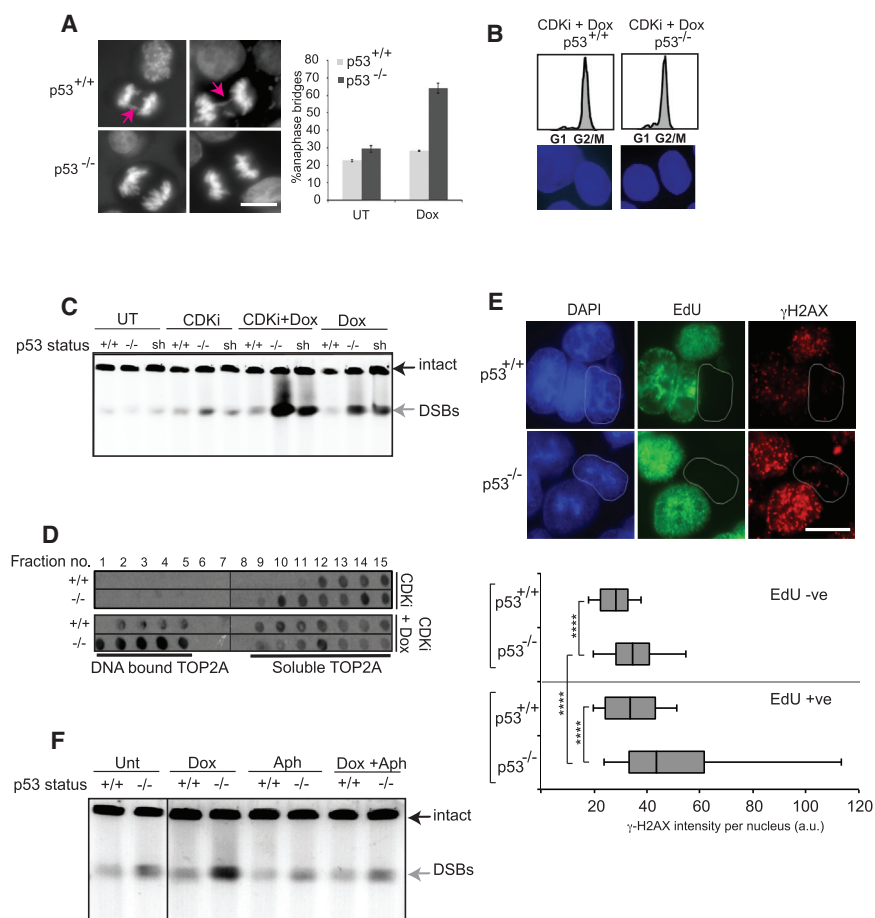 A
p53+/+
p53-/-
%anaphase bridges
80
70
60
50
40
30
20
10
0
p53+/+
p53-/-
UT Dox
B
CDKi + Dox CDKi + Dox
p53+/+ p53-/-
G1 G2/M G1 G2/M
C
UT CDKi CDKi+Dox Dox
p53 status +/+ -/- sh +/+ -/- sh +/+ -/- sh +/+ -/- sh
intact
DSBs
D
Fraction no. 1 2 3 4 5 6 7 8 9 10 11 12 13 14 15
+/+
-/-
CDKi
+/+
-/-
CDKi
+ Dox
DNA bound TOP2A Soluble TOP2A
E
DAPI EdU γH2AX
p53+/+
p53-/-
p53+/+
p53-/-
EdU -ve
p53+/+
p53-/-
EdU +ve
****
****
****
20 40 60 80 100 120
γ-H2AX intensity per nucleus (a.u.)
F
Unt Dox Aph Dox +Aph
p53 status +/+ -/- +/+ -/- +/+ -/- +/+ -/-
intact
DSBs